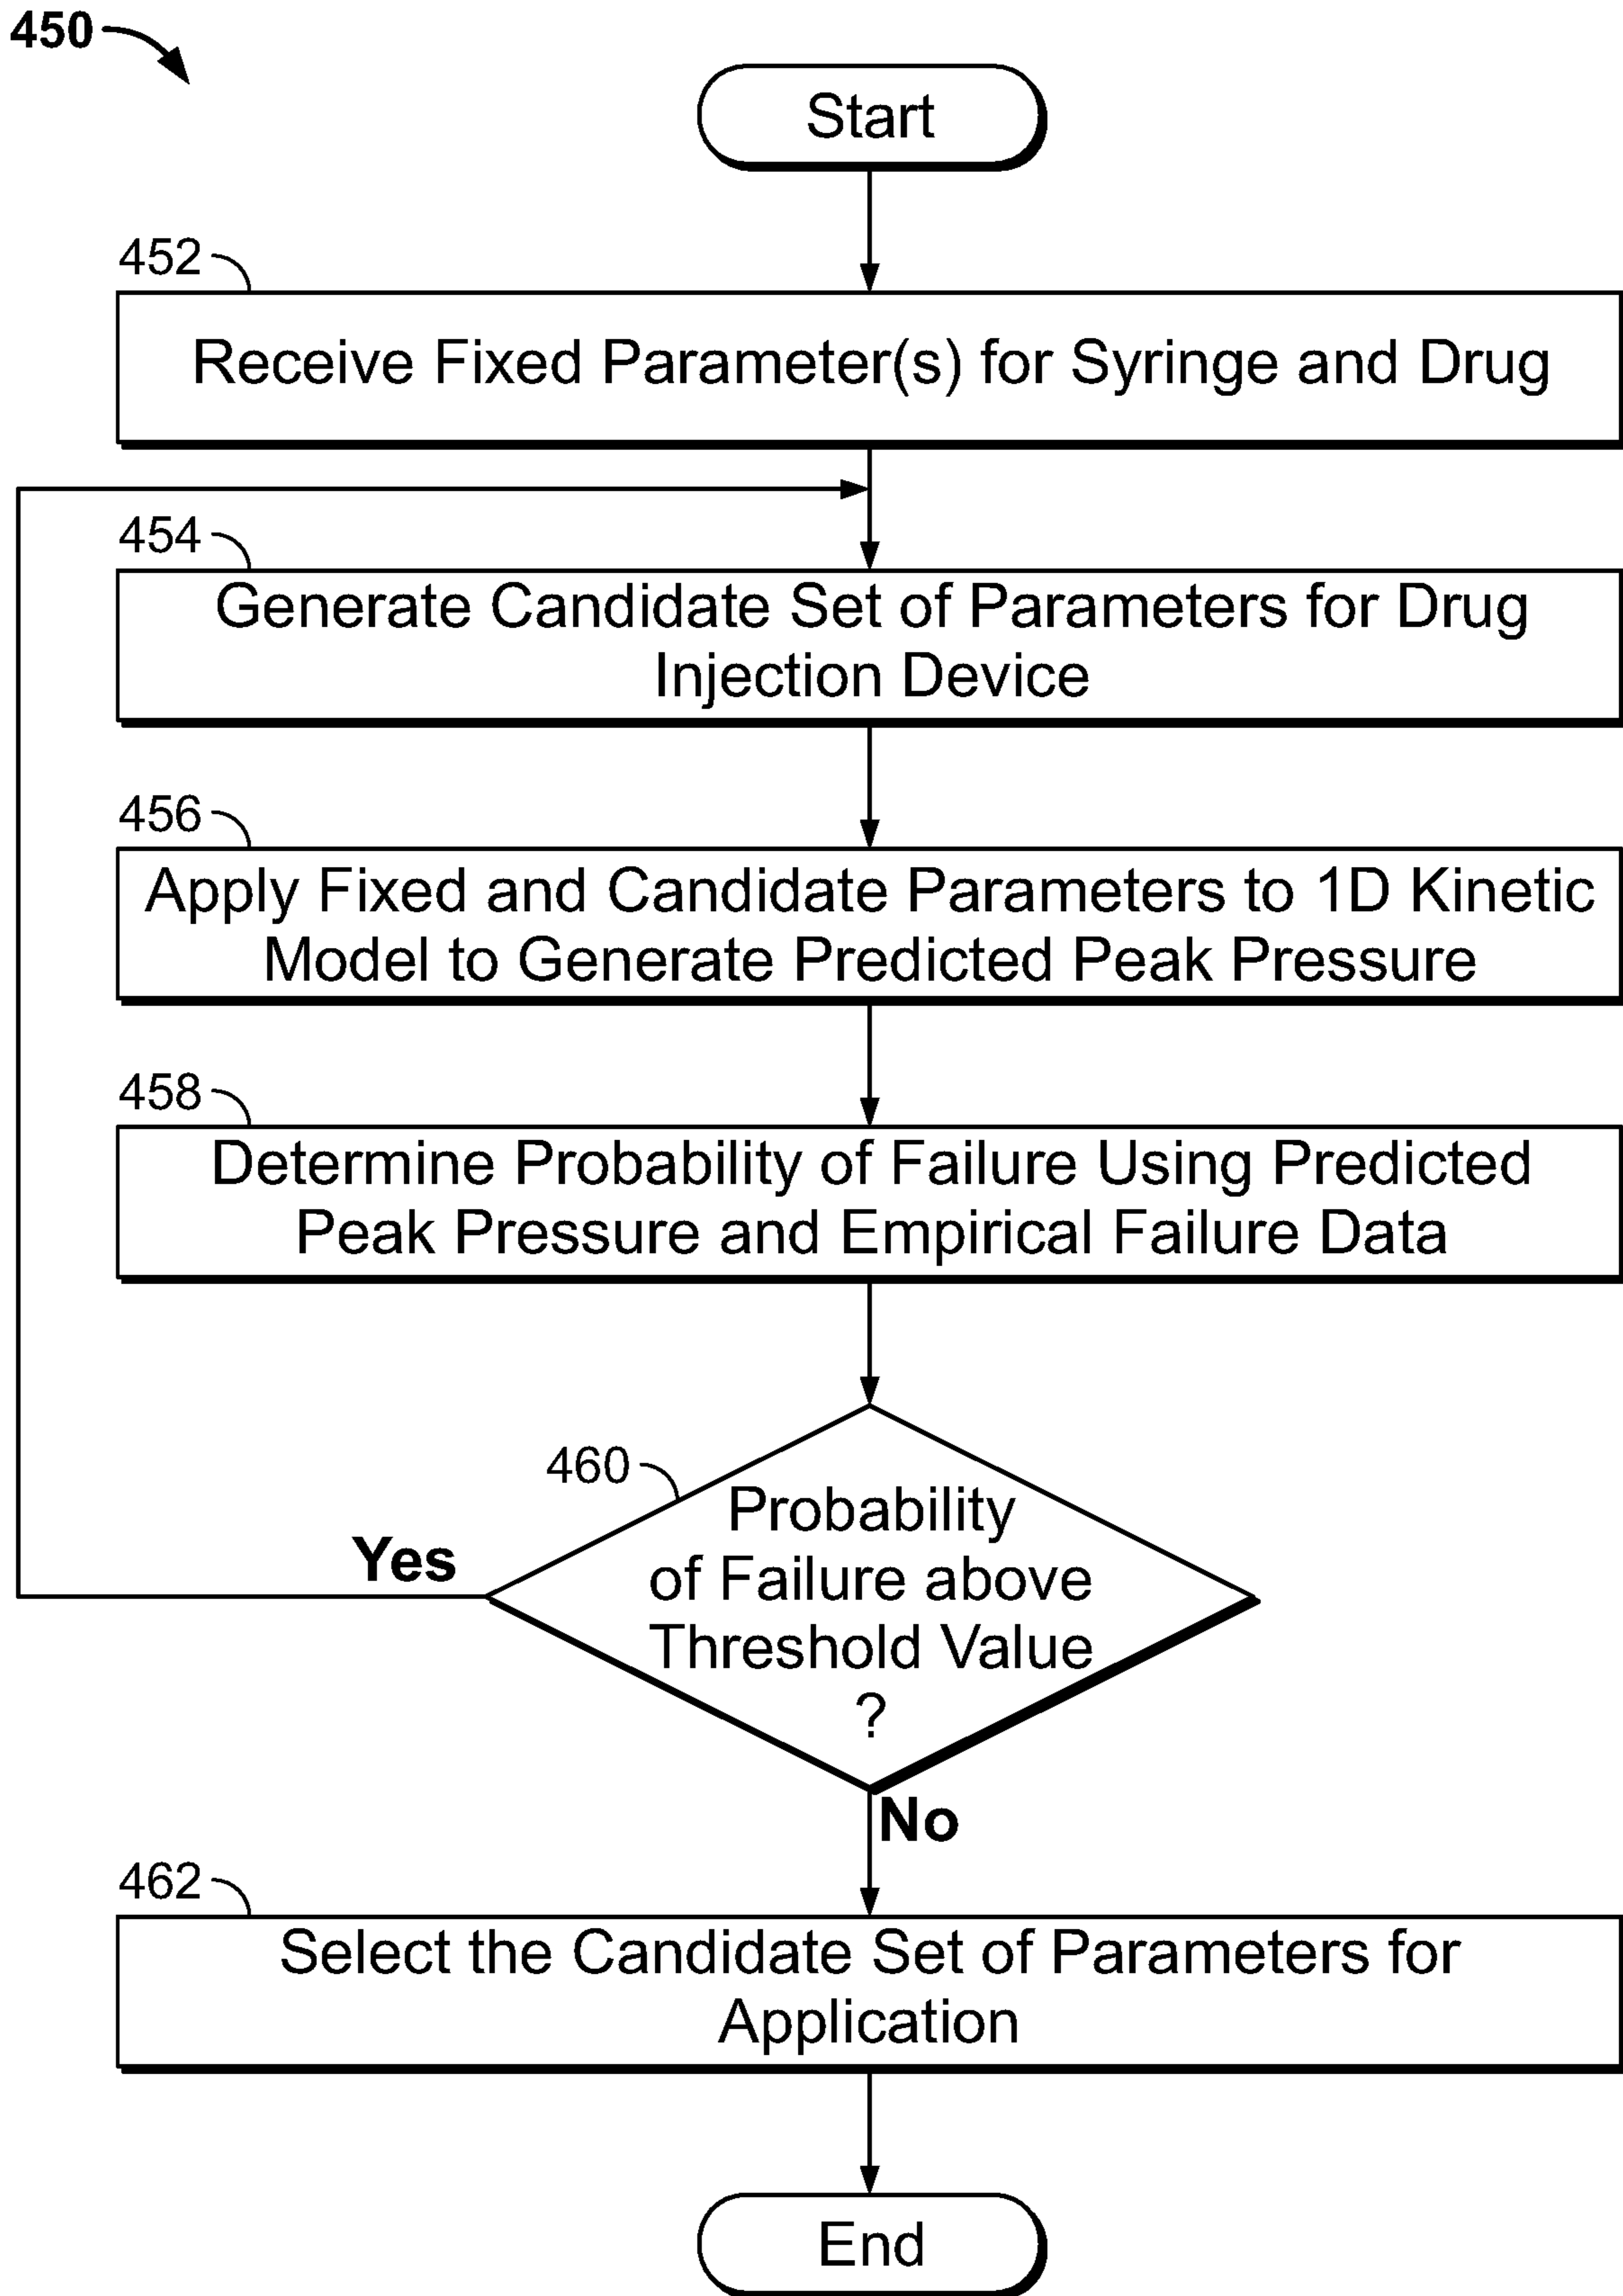 450
Start
452
Receive Fixed Parameter(s) for Syringe and Drug
454
Generate Candidate Set of Parameters for Drug
Injection Device
456
Apply Fixed and Candidate Parameters to 1D Kinetic
Model to Generate Predicted Peak Pressure
458
Determine Probability of Failure Using Predicted
Peak Pressure and Empirical Failure Data
460
Probability
of Failure above
Threshold Value
?
Yes
No
462
Select the Candidate Set of Parameters for
Application
End